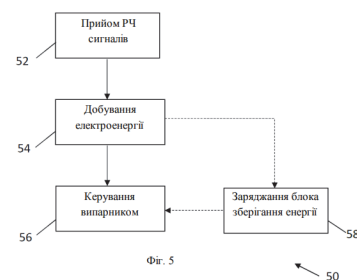 Прийом РЧ
сигналів
52
Добування
електроенергії
54
Керування
випарником
56
Заряджання блока
зберігання енергії
58
Фіг. 5
50